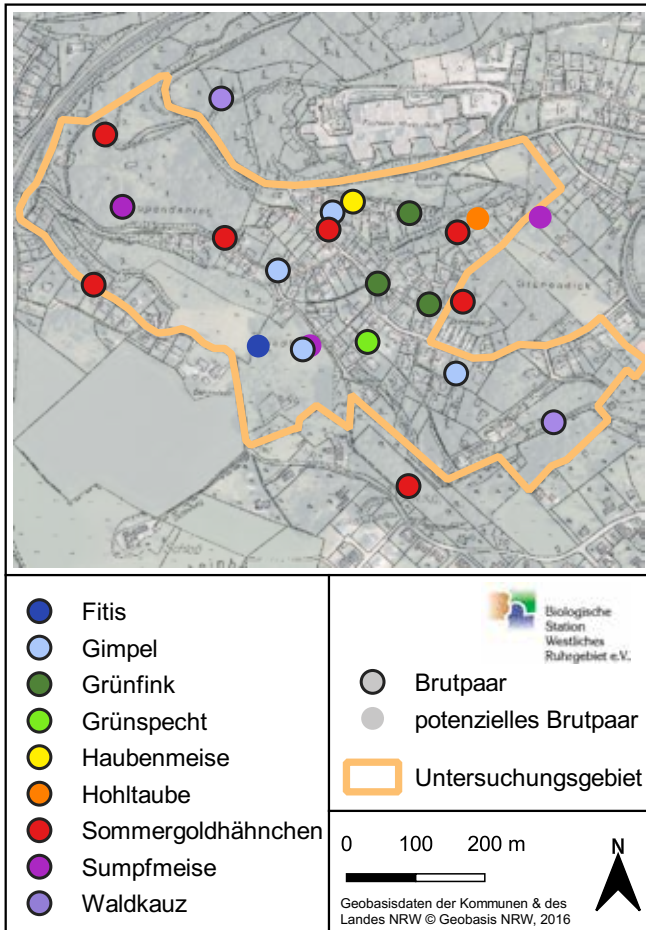 Fitis
Gimpel
Grünfink
Grünspecht
Haubenmeise
Hohltaube
Sommergoldhähnchen
Sumpfmeise
Waldkauz
Biologische
Station
Westliches
Ruhrgebiet e.V.
Brutpaar
potenzielles Brutpaar
Untersuchungsgebiet
0 100 200 m
N
Geobasisdaten der Kommunen & des
Landes NRW © Geobasis NRW, 2016